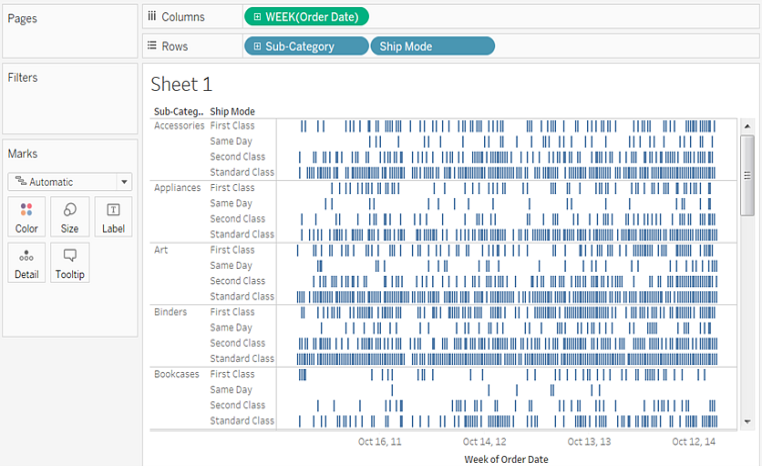 Pages
Columns
WEEK(Order Date)
Rows
Sub-Category
Ship Mode
Filters
Marks
Automatic
Color
Size
Label
Detail
Tooltip
Sheet 1
Sub-Categ.. Ship Mode
Accessories First Class
Same Day
Second Class
Standard Class
Appliances First Class
Same Day
Second Class
Standard Class
Art First Class
Same Day
Second Class
Standard Class
Binders First Class
Same Day
Second Class
Standard Class
Bookcases First Class
Same Day
Second Class
Standard Class
Oct 16, 11 Oct 14, 12 Oct 13, 13 Oct 12, 14
Week of Order Date